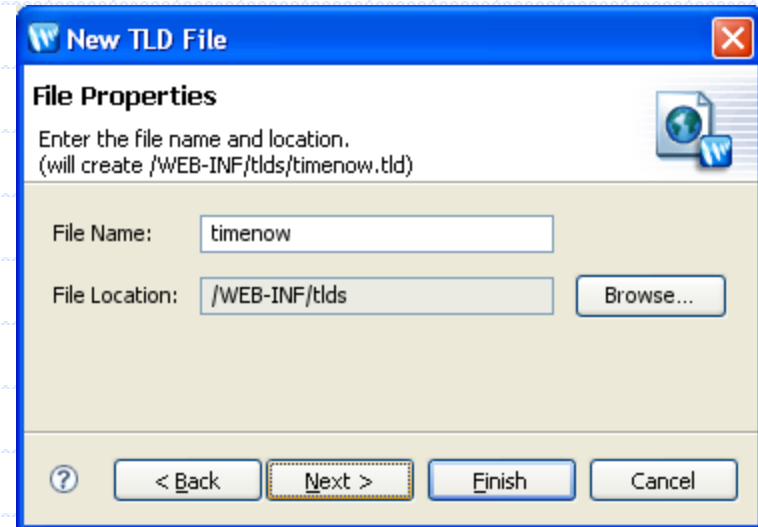 New TLD File
File Properties
Enter the file name and location.
(will create /WEB-INF/tlds/timenow.tld)
File Name: timenow
File Location: /WEB-INF/tlds Browse...
? < Back Next > Finish Cancel